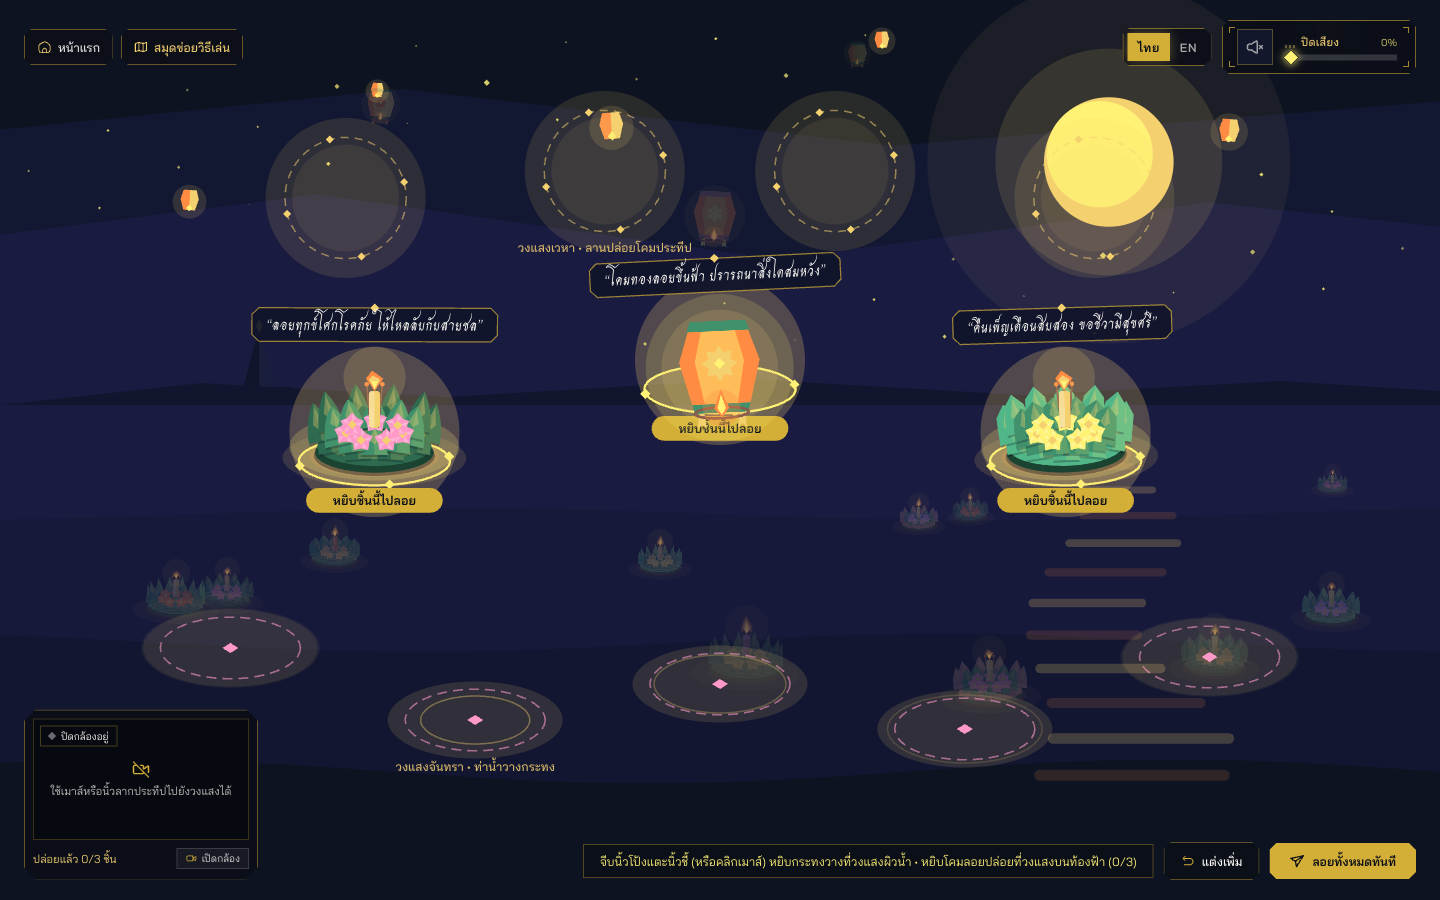 หน้าแรก
สมุดข่อยวิธีเล่น
ไทย
EN
ปิดเสียง
0%
วงแสงเวหา • ลานปล่อยโคมประทีป
“โคมทองลอยขึ้นฟ้า ปรารถนาสิ่งใดสมหวัง”
“ลอยทุกข์โศกโรคภัย ให้ไหลลับกับสายชล”
“คืนเพ็ญเดือนสิบสอง ขอชีวามีสุขศรี”
หยิบชิ้นนี้ไปลอย
หยิบชิ้นนี้ไปลอย
หยิบชิ้นนี้ไปลอย
ปิดกล้องอยู่
ใช้เมาส์หรือนิ้วลากประทีปไปยังวงแสงได้
วงแสงจันทรา • ท่าน้ำวางกระทง
ปล่อยแล้ว 0/3 ชิ้น
เปิดกล้อง
จีบนิ้วโป้งแตะนิ้วชี้ (หรือคลิกเมาส์) หยิบกระทงวางที่วงแสงผิวน้ำ • หยิบโคมลอยปล่อยที่วงแสงบนท้องฟ้า (0/3)
แต่งเพิ่ม
ลอยทั้งหมดทันที